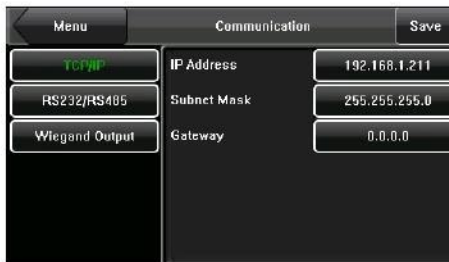 Menu
Communication
Save
TCP/IP
IP Address
192.168.1.211
RS232/RS485
Subnet Mask
255.255.255.0
Wiegand Output
Gateway
0.0.0.0